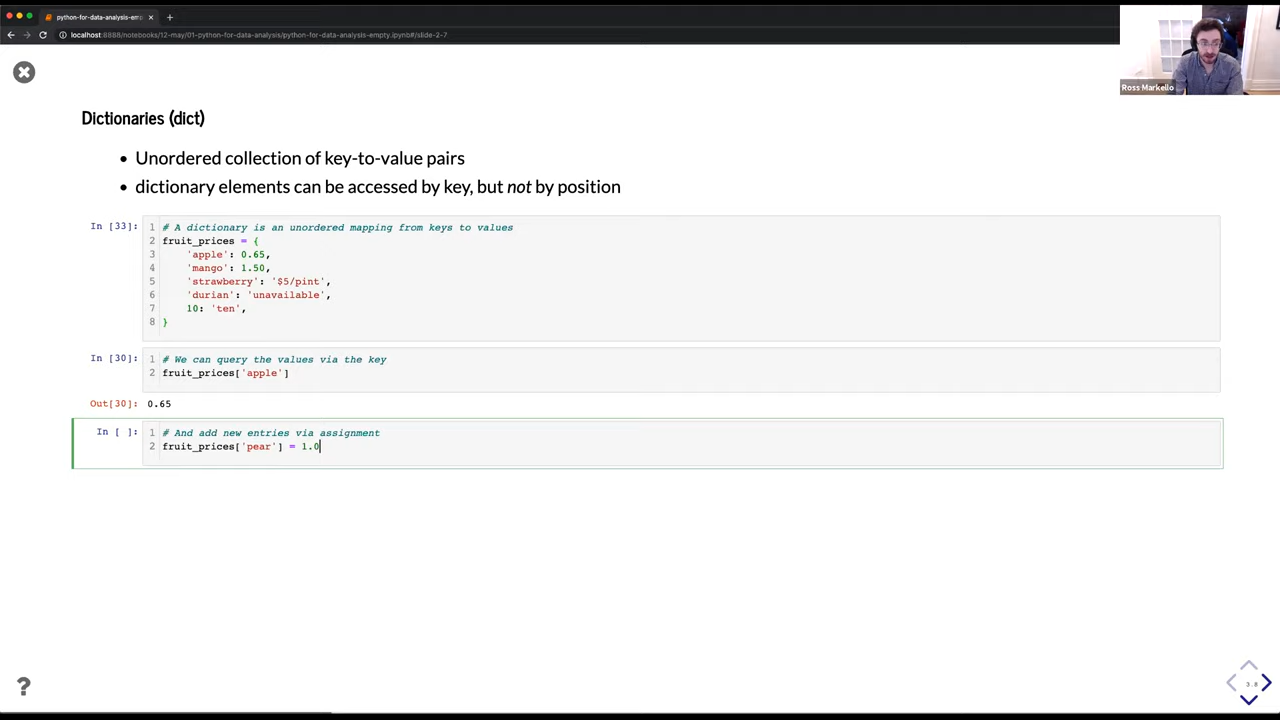 python-for-data-analysis-em
localhost:8888/notebooks/12-may/01-python-for-data-analysis/python-for-data-analysis-empty.ipynb#/slide-2-7
Ross Markello
Dictionaries (dict)
• Unordered collection of key-to-value pairs
• dictionary elements can be accessed by key, but not by position
In [33]:
1 # A dictionary is an unordered mapping from keys to values
2 fruit_prices = {
3     'apple': 0.65,
4     'mango': 1.50,
5     'strawberry': '$5/pint',
6     'durian': 'unavailable',
7     10: 'ten',
8 }
In [30]:
1 # We can query the values via the key
2 fruit_prices['apple']
Out[30]: 0.65
In [ ]:
1 # And add new entries via assignment
2 fruit_prices['pear'] = 1.0
?
3.8